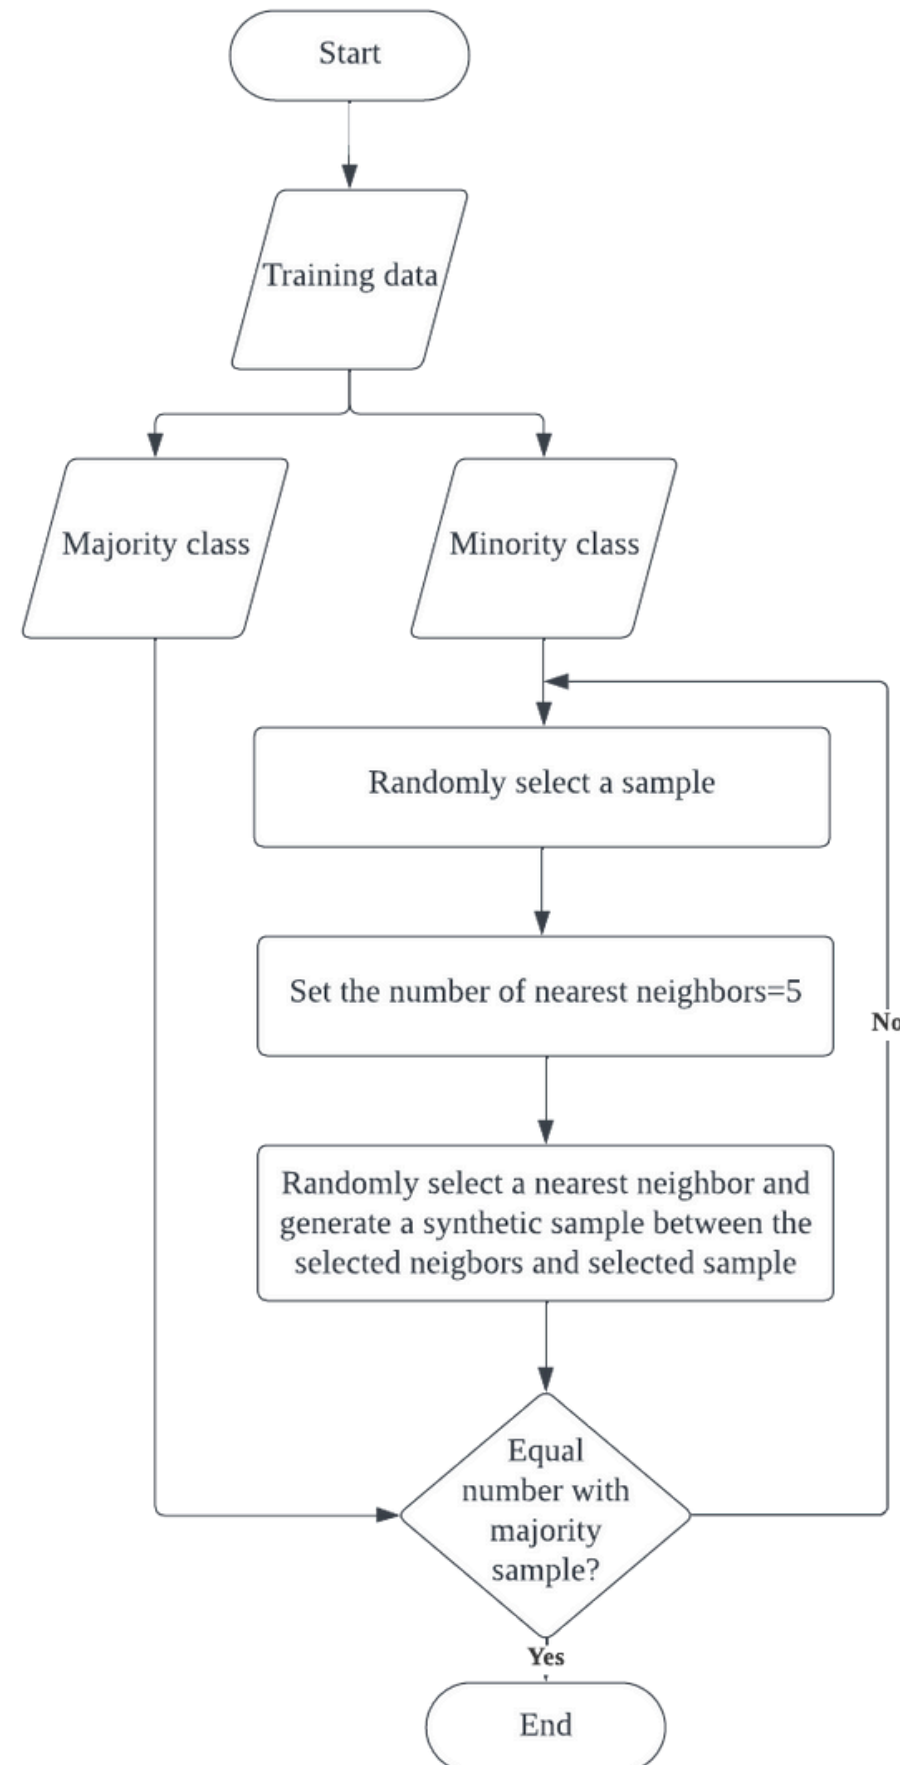 Start
Training data
Majority class
Minority class
Randomly select a sample
Set the number of nearest neighbors=5
No
Randomly select a nearest neighbor and
generate a synthetic sample between the
selected neigbors and selected sample
Equal
number with
majority
sample?
Yes
End